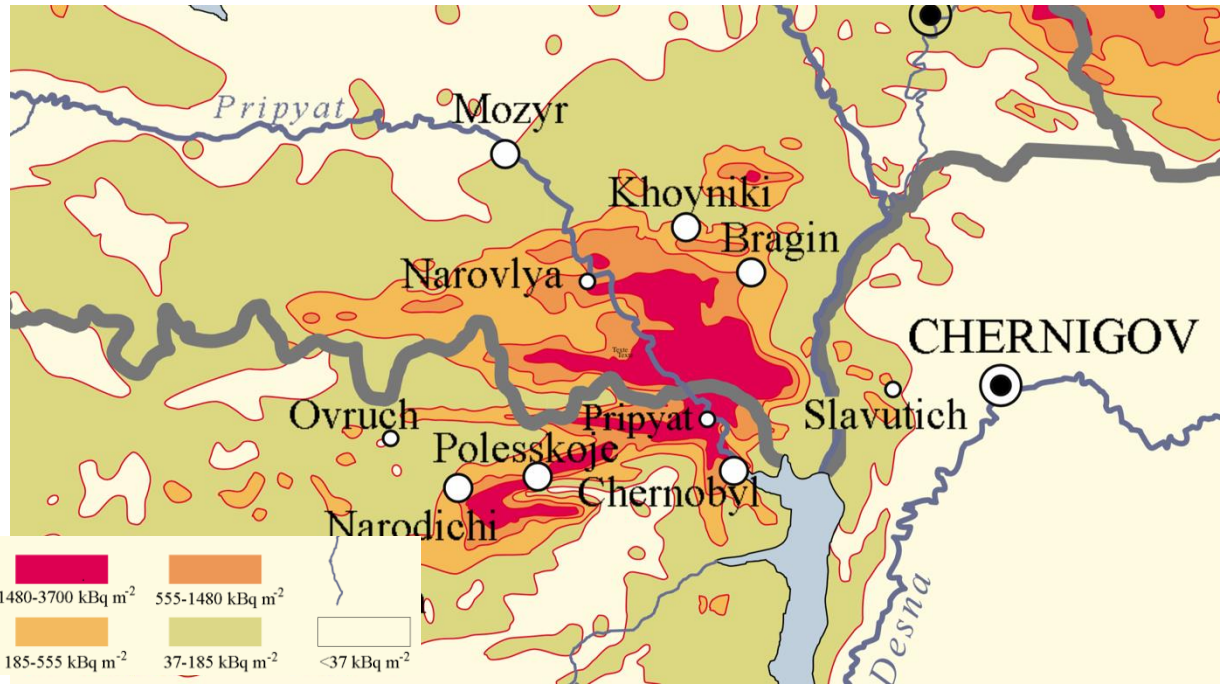 Pripyat
Mozyr
Khovniki
Bragin
Narovlya
CHERNIGOV
Ovruch
Pripyat
Slavutich
Polesskoje
Chernobyl
Narodichi
Desna
1480-3700 kBq m-2
555-1480 kBq m-2
185-555 kBq m-2
37-185 kBq m-2
<37 kBq m-2